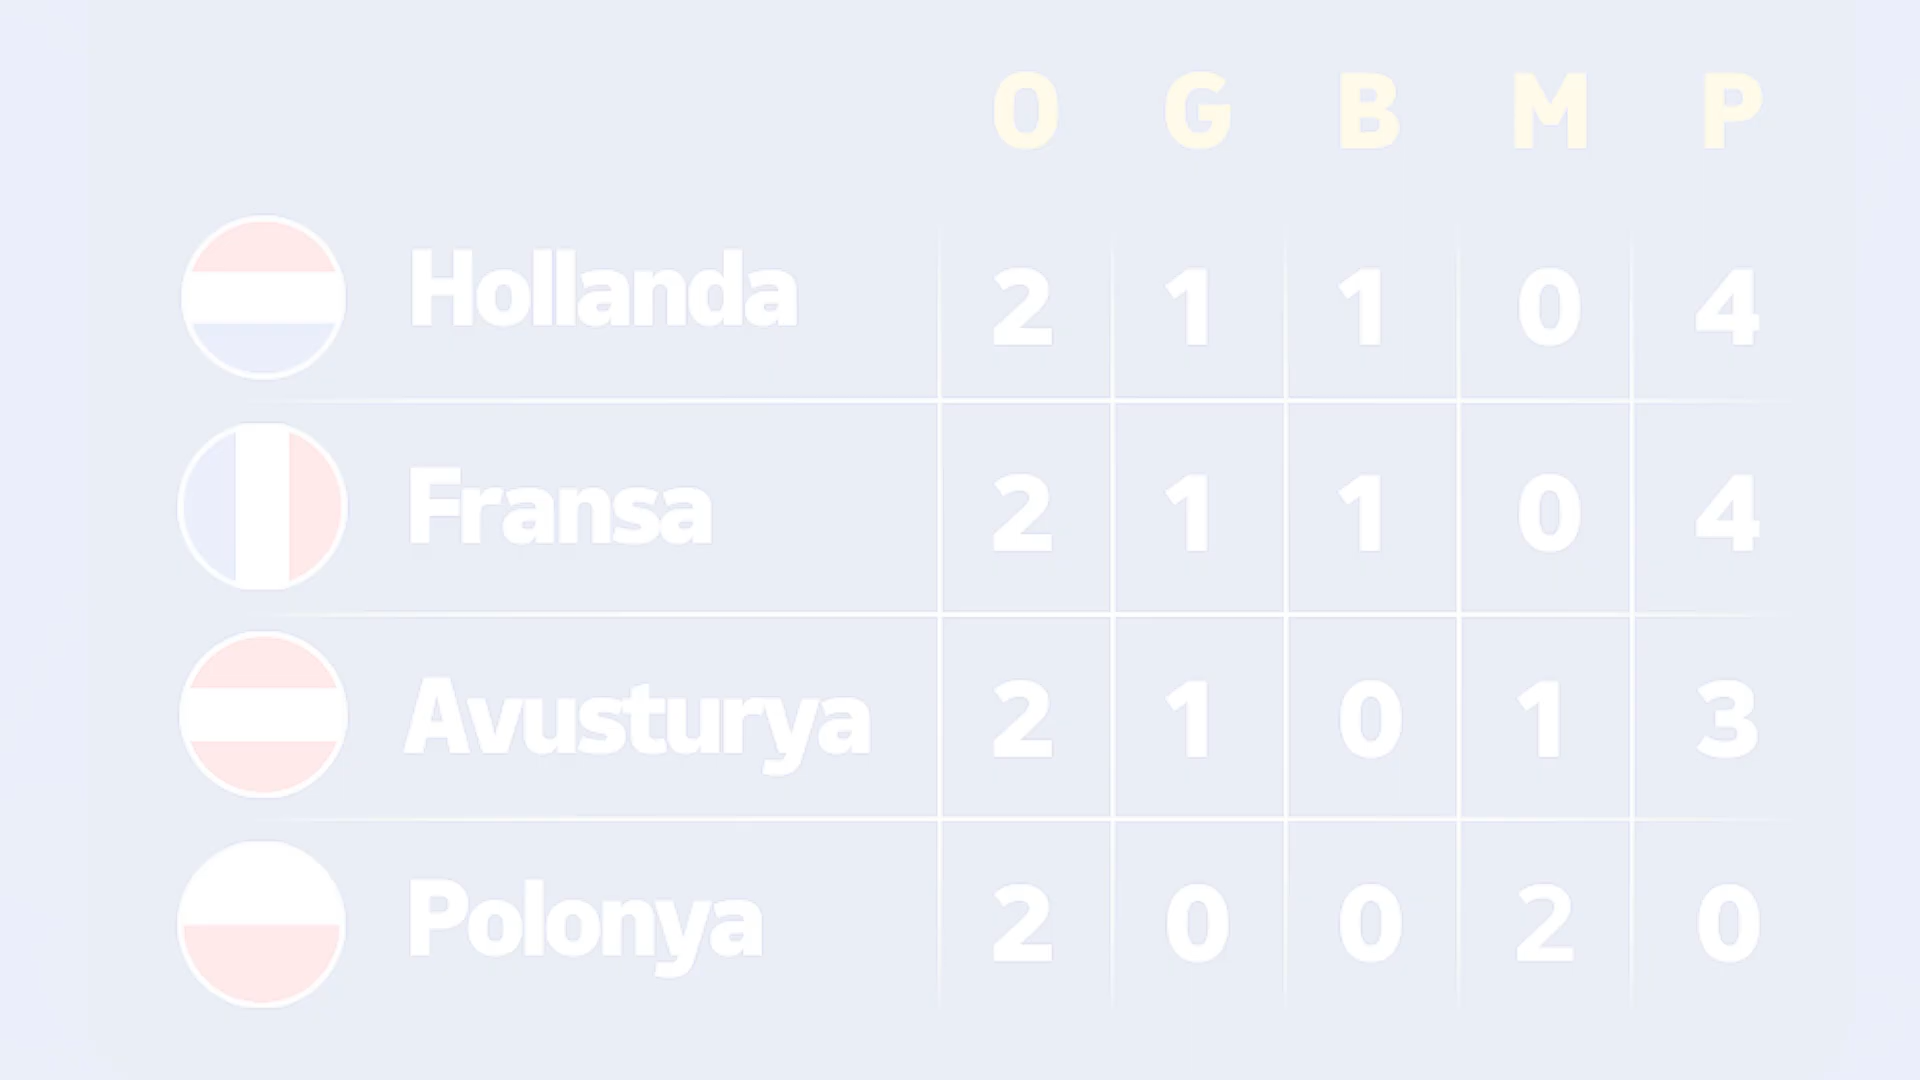 O G B M P
Hollanda 2 1 1 0 4
Fransa 2 1 1 0 4
Avusturya 2 1 0 1 3
Polonya 2 0 0 2 0